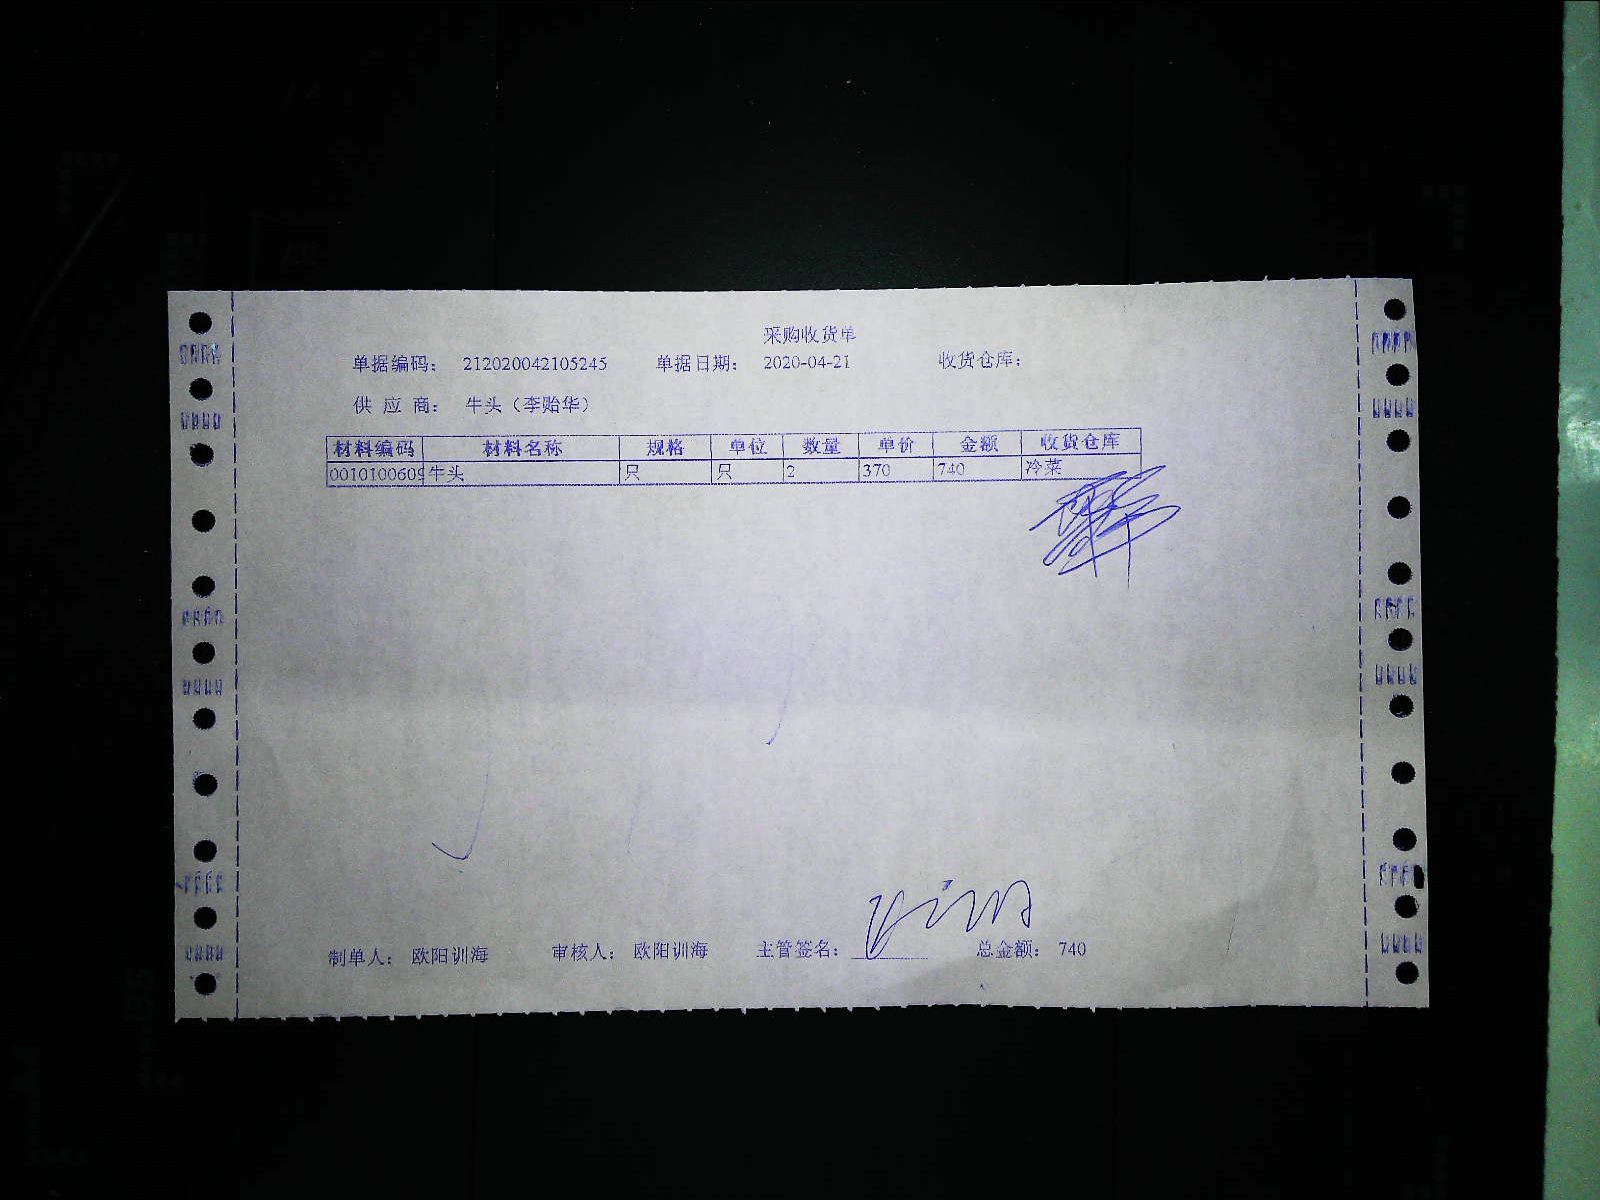 采购收货单
单据编码： 212020042105245 单据日期： 2020-04-21 收货仓库：
供 应 商： 牛头（李贻华）
材料编码 材料名称 规格 单位 数量 单价 金额 收货仓库
0010100609 牛头 只 只 2 370 740 冷菜
制单人： 欧阳训海 审核人： 欧阳训海 主管签名： 总金额： 740